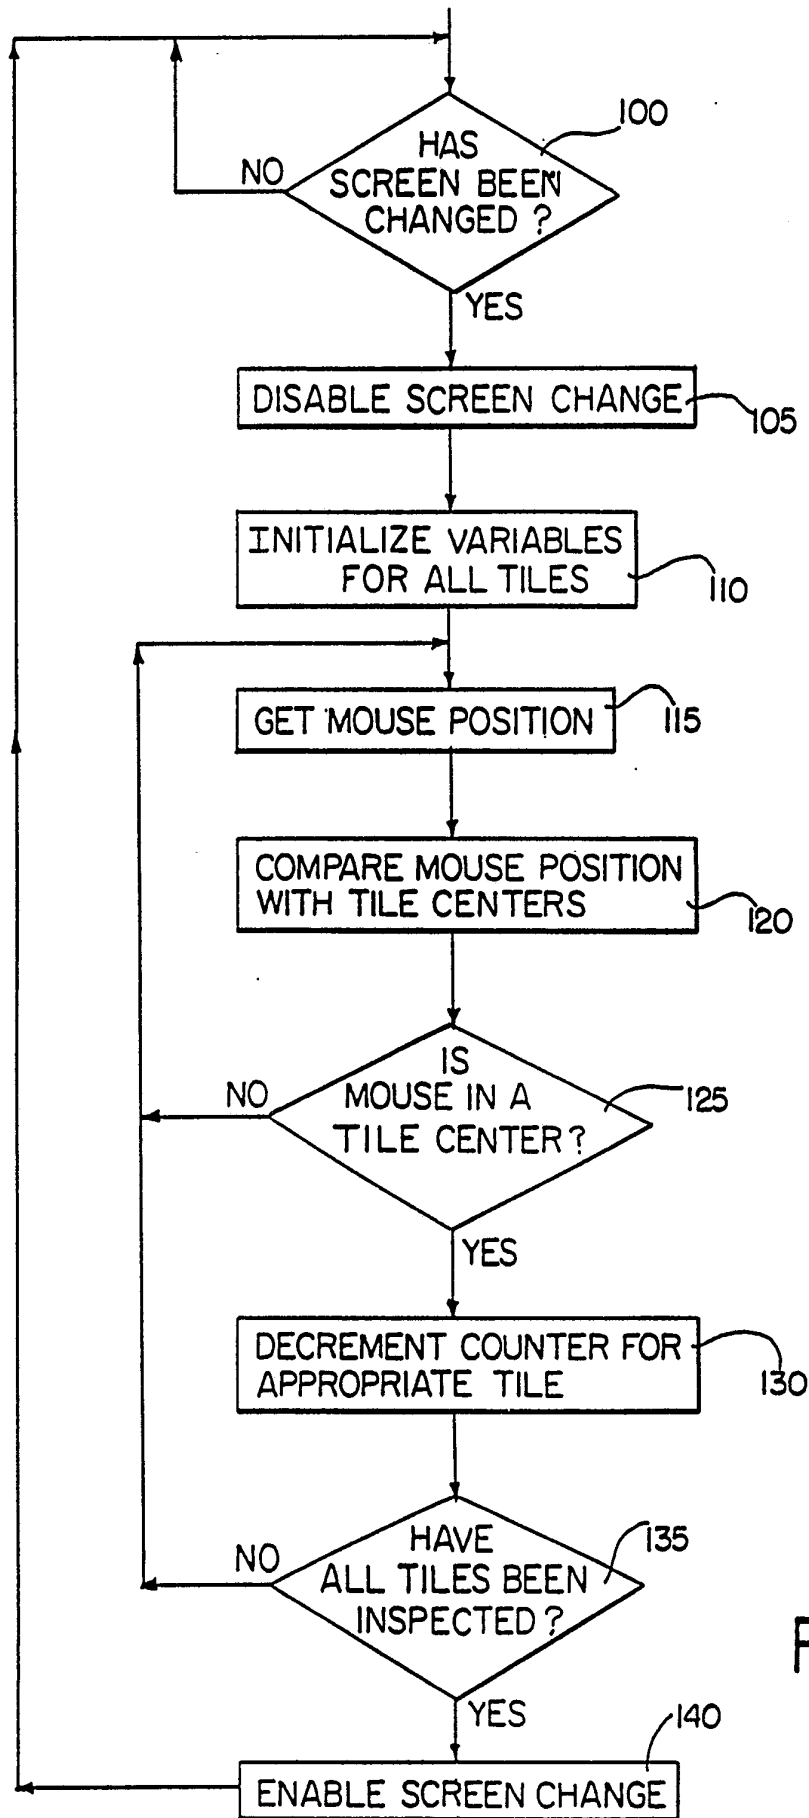 100
HAS
SCREEN BEEN
CHANGED ?
NO
YES
DISABLE SCREEN CHANGE
105
INITIALIZE VARIABLES
FOR ALL TILES
110
GET MOUSE POSITION
115
COMPARE MOUSE POSITION
WITH TILE CENTERS
120
IS
MOUSE IN A
TILE CENTER?
125
NO
YES
DECREMENT COUNTER FOR
APPROPRIATE TILE
130
HAVE
ALL TILES BEEN
INSPECTED ?
135
NO
YES
140
ENABLE SCREEN CHANGE